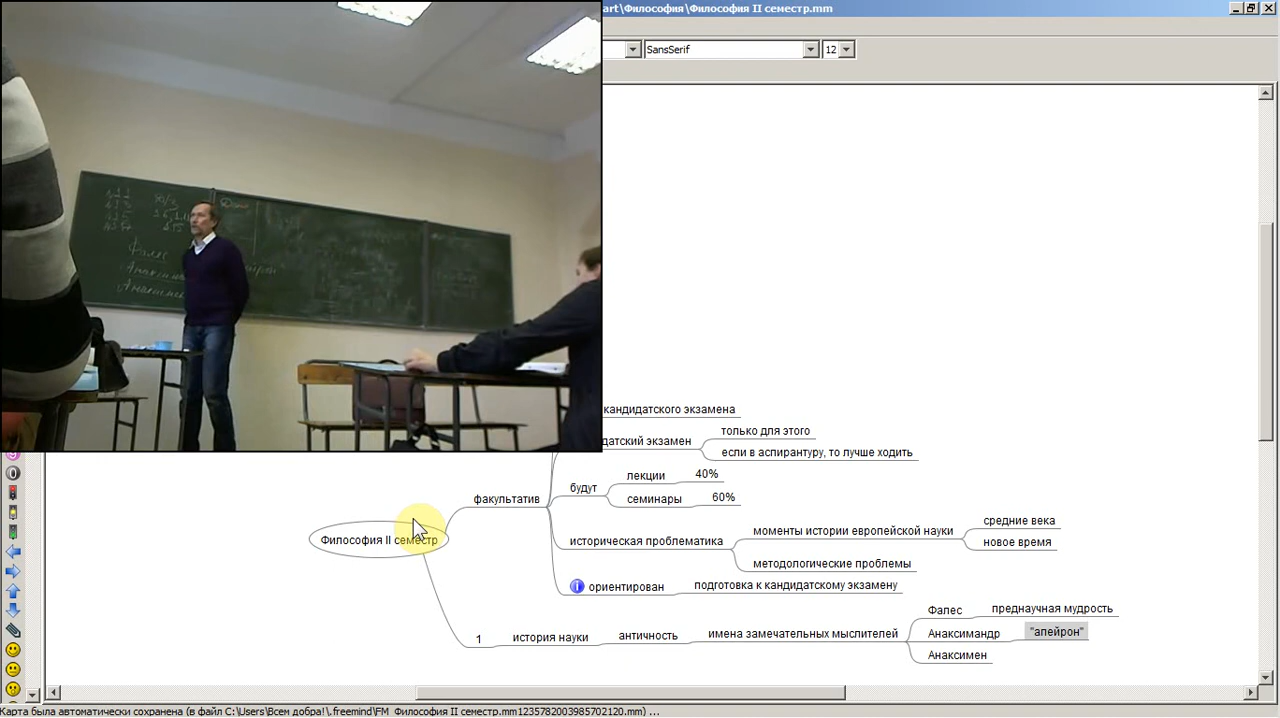 art\Философия\Философия II семестр.mm
SansSerif
12
кандидатского экзамена
датский экзамен
только для этого
если в аспирантуру, то лучше ходить
факультатив
будут
лекции
40%
семинары
60%
Философия II семестр
историческая проблематика
моменты истории европейской науки
средние века
новое время
методологические проблемы
ориентирован
подготовка к кандидатскому экзамену
1
история науки
античность
имена замечательных мыслителей
Фалес
преднаучная мудрость
Анаксимандр
"апейрон"
Анаксимен
Карта была автоматически сохранена (в файл C:\Users\Всем добра!\.freemind\FM_Философия II семестр.mm1235782003985702120.mm) ...
Фалес